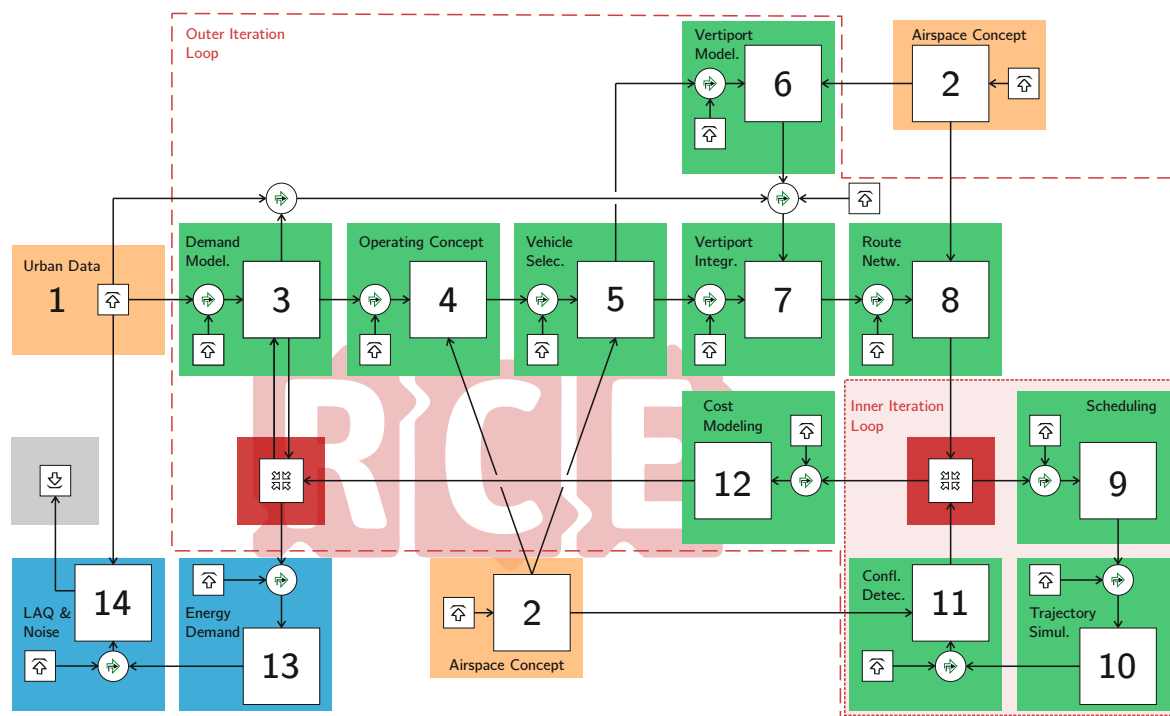 Outer Iteration
Loop
Vertiport
Model.
6
Airspace Concept
2
Urban Data
1
Demand
Model.
3
Operating Concept
4
Vehicle
Selec.
5
Vertiport
Integr.
7
Route
Netw.
8
RCE
Cost
Modeling
12
Inner Iteration
Loop
Scheduling
9
14
LAQ &
Noise
Energy
Demand
13
2
Airspace Concept
Confl.
Detec.
11
Trajectory
Simul.
10